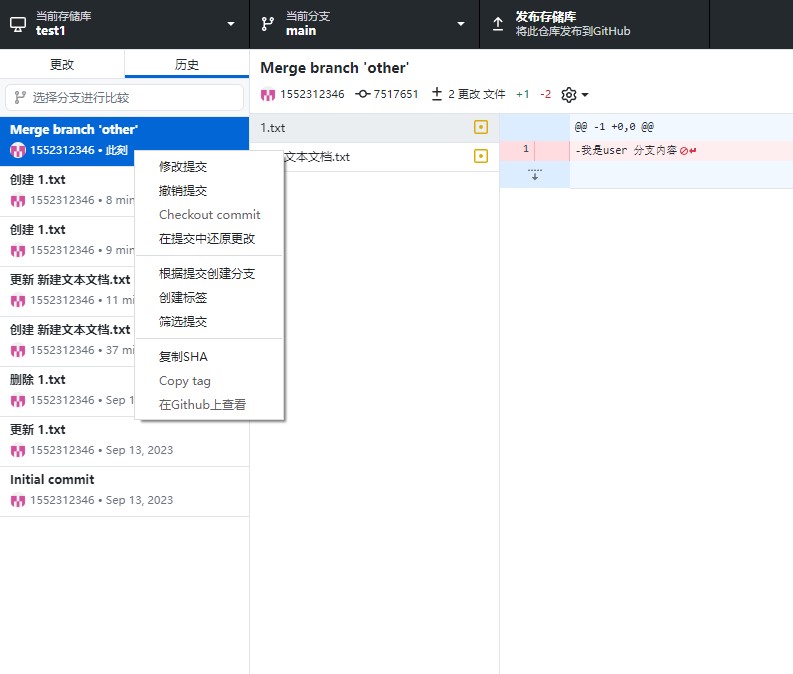 当前存储库
test1
当前分支
main
发布存储库
将此仓库发布到GitHub
更改
历史
选择分支进行比较
Merge branch 'other'
1552312346 • 此刻
创建 1.txt
1552312346 • 8 min
创建 1.txt
1552312346 • 9 min
更新 新建文本文档.txt
1552312346 • 11 mi
创建 新建文本文档.txt
1552312346 • 37 mi
删除 1.txt
1552312346 • Sep 1
更新 1.txt
1552312346 • Sep 13, 2023
Initial commit
1552312346 • Sep 13, 2023
修改提交
撤销提交
Checkout commit
在提交中还原更改
根据提交创建分支
创建标签
筛选提交
复制SHA
Copy tag
在Github上查看
Merge branch 'other'
1552312346 7517651 2 更改 文件 +1 -2
1.txt
文本文档.txt
@@ -1 +0,0 @@
1 -我是user 分支内容